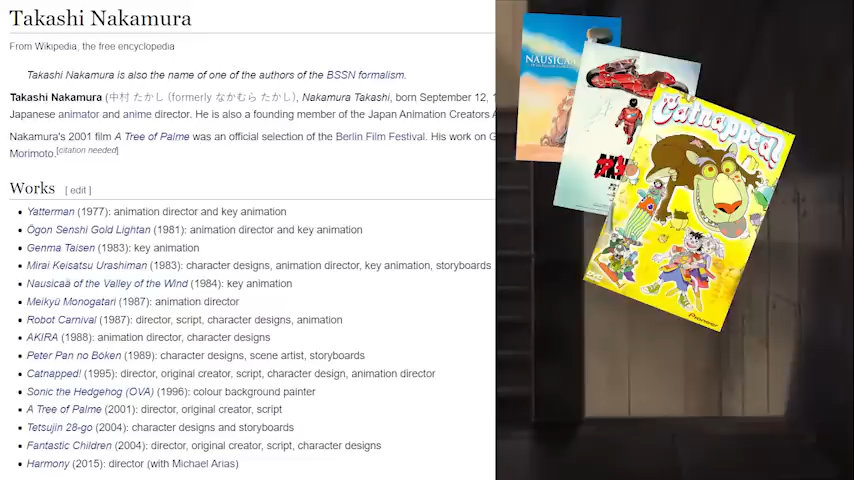 Takashi Nakamura
From Wikipedia, the free encyclopedia
Takashi Nakamura is also the name of one of the authors of the BSSN formalism.
Takashi Nakamura (中村 たかし (formerly なかむら たかし), Nakamura Takashi, born September 12, 1
Japanese animator and anime director. He is also a founding member of the Japan Animation Creators A
Nakamura's 2001 film A Tree of Palme was an official selection of the Berlin Film Festival. His work on G
Morimoto.[citation needed]
Works [ edit ]
Yatterman (1977): animation director and key animation
Ōgon Senshi Gold Lightan (1981): animation director and key animation
Genma Taisen (1983): key animation
Mirai Keisatsu Urashiman (1983): character designs, animation director, key animation, storyboards
Nausicaä of the Valley of the Wind (1984): key animation
Meikyū Monogatari (1987): animation director
Robot Carnival (1987): director, script, character designs, animation
AKIRA (1988): animation director, character designs
Peter Pan no Bōken (1989): character designs, scene artist, storyboards
Catnapped! (1995): director, original creator, script, character design, animation director
Sonic the Hedgehog (OVA) (1996): colour background painter
A Tree of Palme (2001): director, original creator, script
Tetsujin 28-go (2004): character designs and storyboards
Fantastic Children (2004): director, original creator, script, character designs
Harmony (2015): director (with Michael Arias)
NAUSICA
Catnapped!
Pioneer